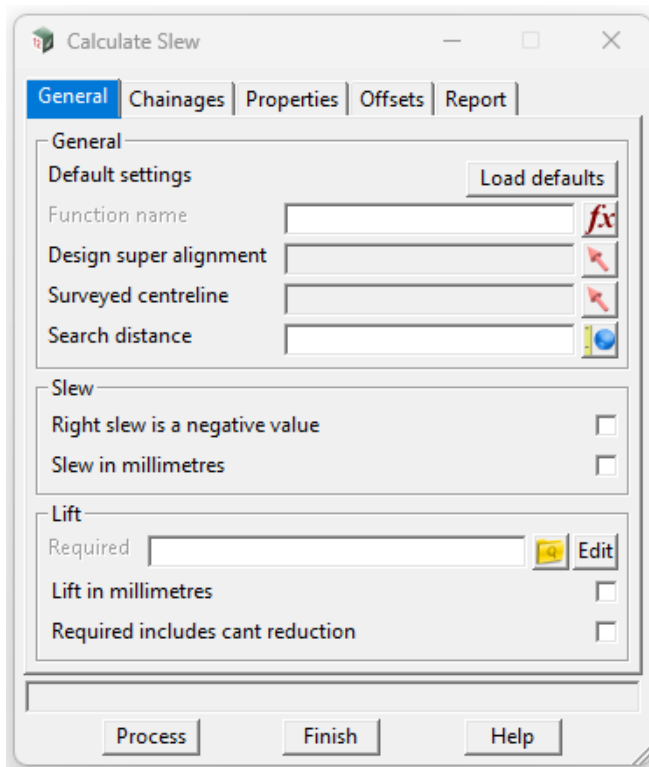 Calculate Slew
General Chainages Properties Offsets Report
General
Default settings Load defaults
Function name fx
Design super alignment
Surveyed centreline
Search distance
Slew
Right slew is a negative value
Slew in millimetres
Lift
Required Edit
Lift in millimetres
Required includes cant reduction
Process Finish Help